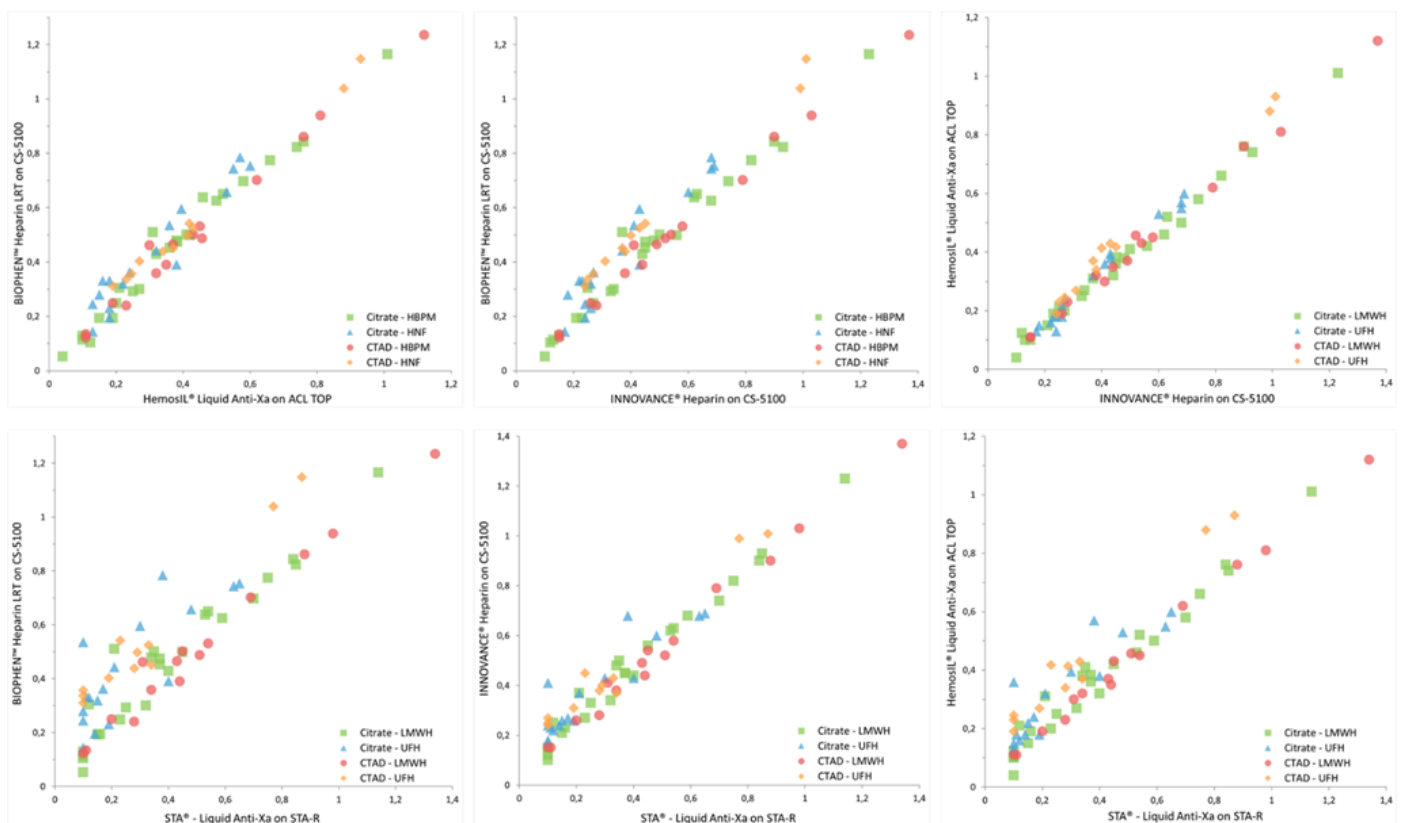 BIOPHEN™ Heparin LRT on CS-5100
1,2
1
0,8
0,6
0,4
0,2
0
0
0,2
0,4
0,6
0,8
1
1,2
Citrate - HBPM
Citrate - HNF
CTAD - HBPM
CTAD - HNF
HemosIL® Liquid Anti-Xa on ACL TOP
BIOPHEN™ Heparin LRT on CS-5100
1,2
1
0,8
0,6
0,4
0,2
0
0
0,2
0,4
0,6
0,8
1
1,2
1,4
Citrate - HBPM
Citrate - HNF
CTAD - HBPM
CTAD - HNF
INNOVANCE® Heparin on CS-5100
HemosIL® Liquid Anti-Xa on ACL TOP
1,2
1
0,8
0,6
0,4
0,2
0
0
0,2
0,4
0,6
0,8
1
1,2
1,4
Citrate - LMWH
Citrate - UFH
CTAD - LMWH
CTAD - UFH
INNOVANCE® Heparin on CS-5100
BIOPHEN™ Heparin LRT on CS-5100
1,2
1
0,8
0,6
0,4
0,2
0
0
0,2
0,4
0,6
0,8
1
1,2
1,4
Citrate - LMWH
Citrate - UFH
CTAD - LMWH
CTAD - UFH
STA® - Liquid Anti-Xa on STA-R
INNOVANCE® Heparin on CS-5100
1,4
1,2
1
0,8
0,6
0,4
0,2
0
0
0,2
0,4
0,6
0,8
1
1,2
1,4
Citrate - LMWH
Citrate - UFH
CTAD - LMWH
CTAD - UFH
STA® - Liquid Anti-Xa on STA-R
HemosIL® Liquid Anti-Xa on ACL TOP
1,2
1
0,8
0,6
0,4
0,2
0
0
0,2
0,4
0,6
0,8
1
1,2
1,4
Citrate - LMWH
Citrate - UFH
CTAD - LMWH
CTAD - UFH
STA® - Liquid Anti-Xa on STA-R